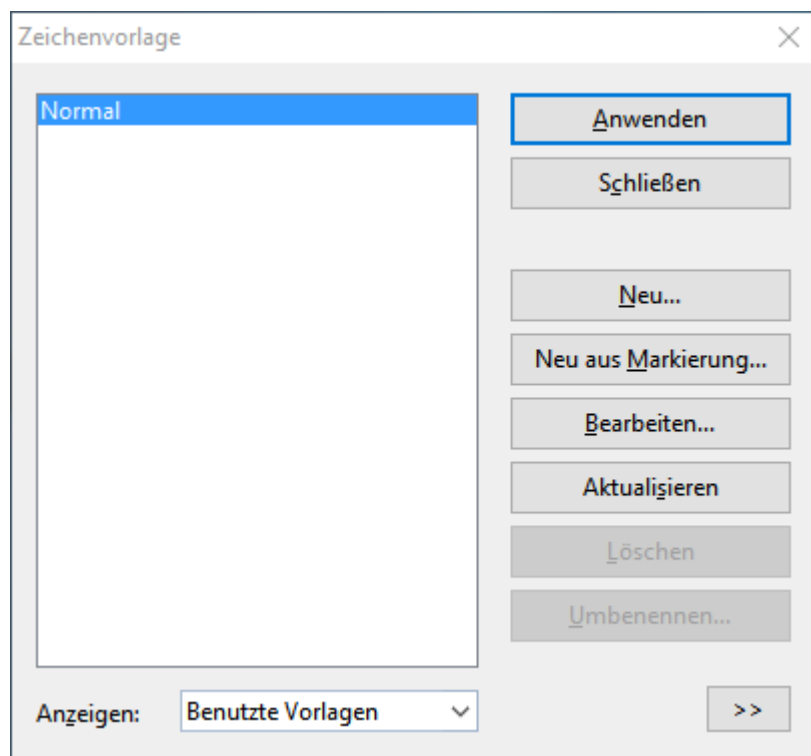 Zeichenvorlage
Normal
Anwenden
Schließen
Neu...
Neu aus Markierung...
Bearbeiten...
Aktualisieren
Löschen
Umbenennen...
Anzeigen: Benutzte Vorlagen >>